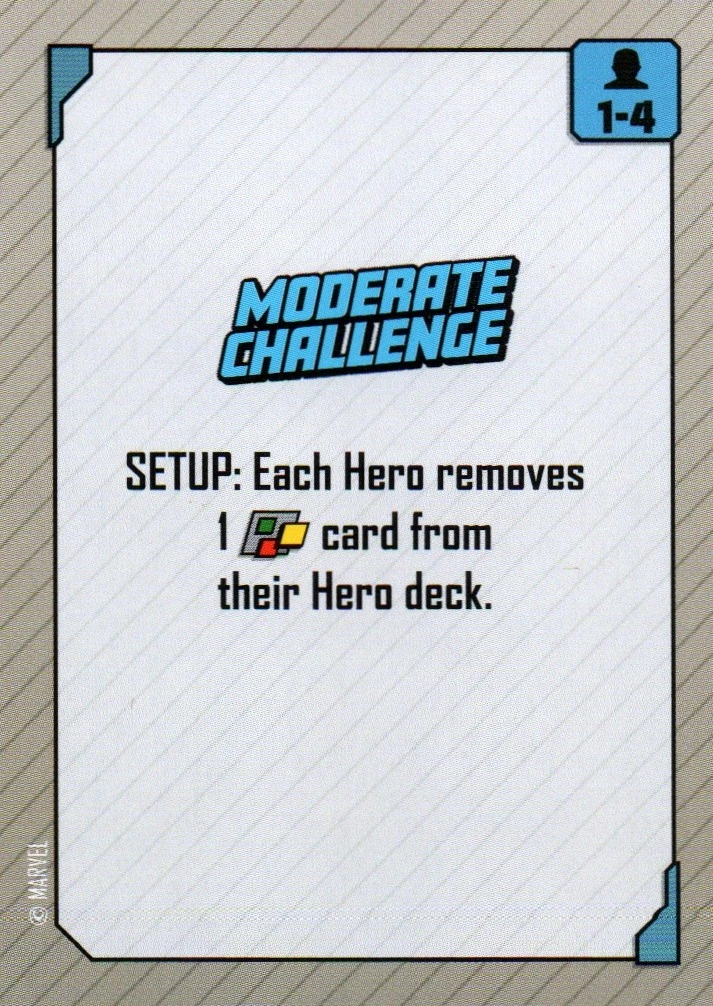 1-4
MODERATE
CHALLENGE
SETUP: Each Hero removes
1 card from
their Hero deck.
© MARVEL